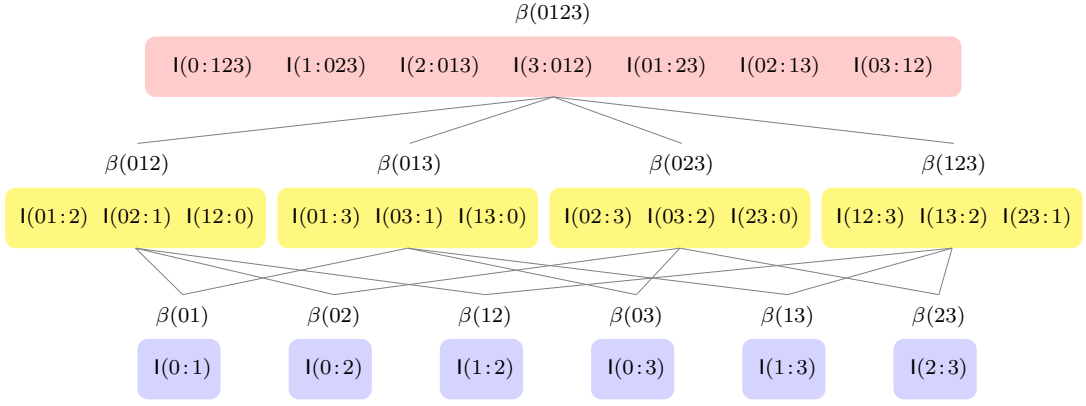 β(0123)
I(0:123) I(1:023) I(2:013) I(3:012) I(01:23) I(02:13) I(03:12)
β(012) β(013) β(023) β(123)
I(01:2) I(02:1) I(12:0) I(01:3) I(03:1) I(13:0) I(02:3) I(03:2) I(23:0) I(12:3) I(13:2) I(23:1)
β(01) β(02) β(12) β(03) β(13) β(23)
I(0:1) I(0:2) I(1:2) I(0:3) I(1:3) I(2:3)